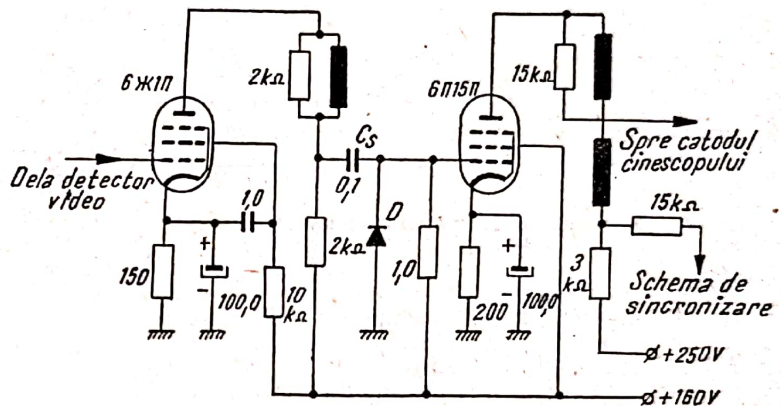 6Ж1П
2kΩ
6П15П
15kΩ
Spre catodul
cinescopului
Dela detector
video
Cs
0,1
1,0
D
15kΩ
+
150
-
100,0
10
kΩ
2kΩ
1,0
+
200
-
100,0
3
kΩ
Schema de
sincronizare
+250V
+160V